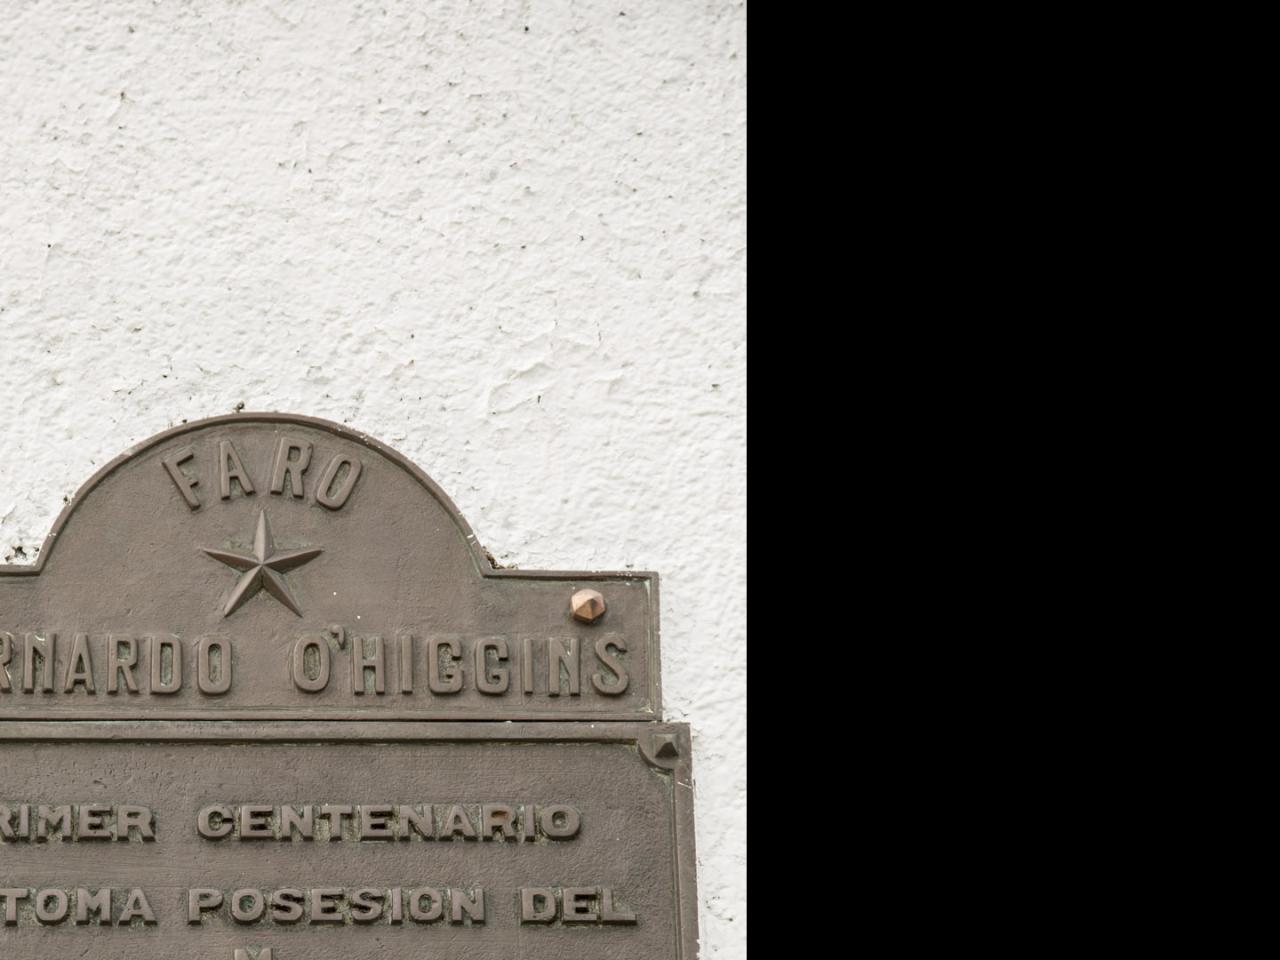 FARO
RNARDO O'HIGGINS
RIMER CENTENARIO
TOMA POSESION DEL